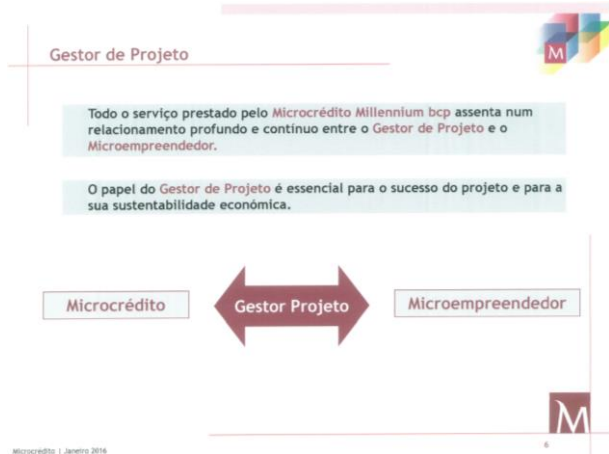 M
Gestor de Projeto
Todo o serviço prestado pelo Microcrédito Millennium bcp assenta num
relacionamento profundo e contínuo entre o Gestor de Projeto e o
Microempreendedor.
O papel do Gestor de Projeto é essencial para o sucesso do projeto e para a
sua sustentabilidade económica.
Microcrédito
Gestor Projeto
Microempreendedor
M
6
Microcrédito | Janeiro 2016